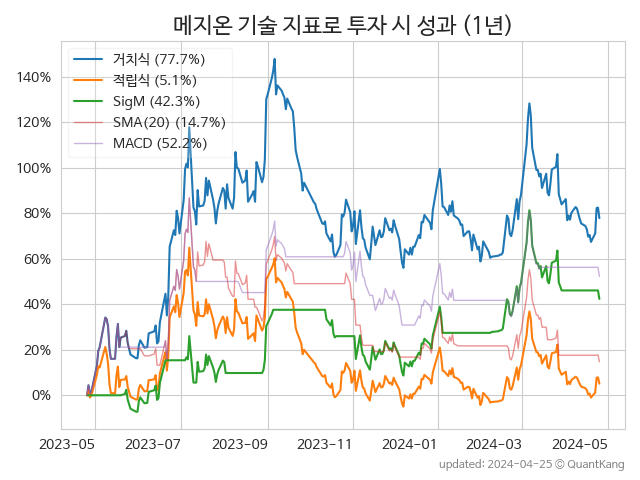 메지온 기술 지표로 투자 시 성과 (1년)
거치식 (77.7%)
적립식 (5.1%)
SigM (42.3%)
SMA(20) (14.7%)
MACD (52.2%)
140%
120%
100%
80%
60%
40%
20%
0%
2023-05 2023-07 2023-09 2023-11 2024-01 2024-03 2024-05
updated: 2024-04-25 © QuantKang